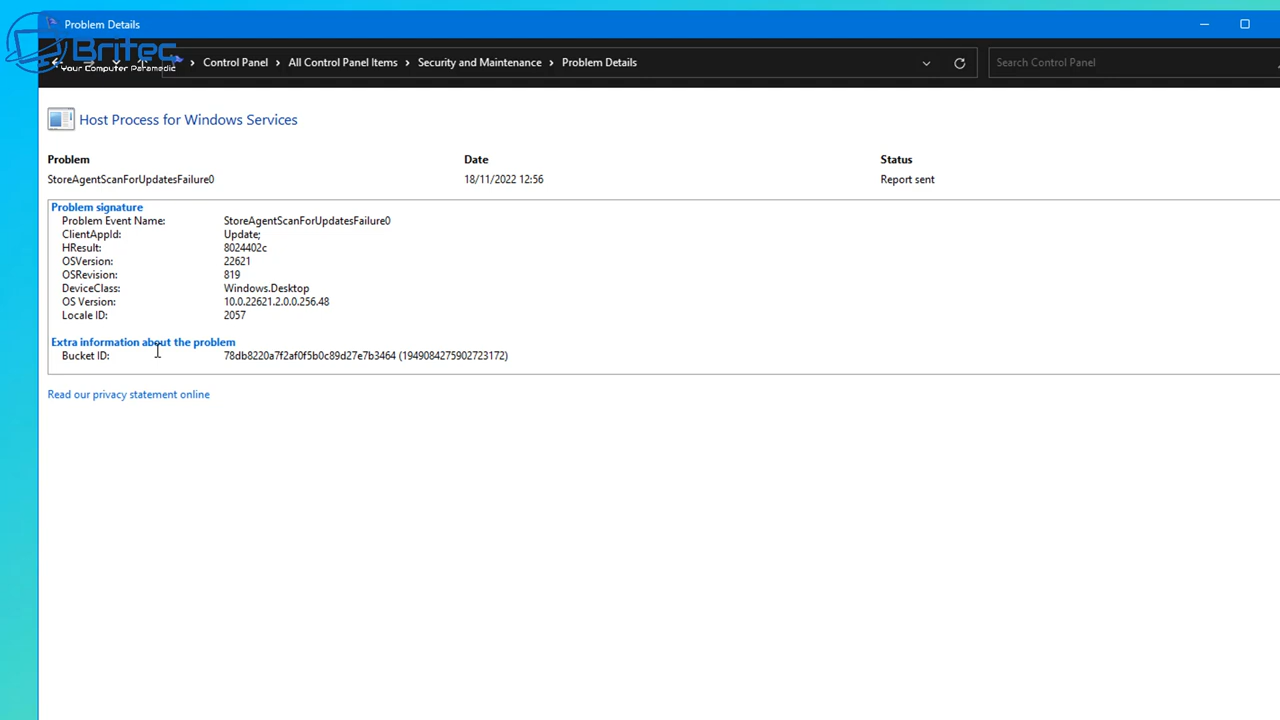 Problem Details
Britec
Your Computer Paramedic
Control Panel › All Control Panel Items › Security and Maintenance › Problem Details
Search Control Panel
Host Process for Windows Services
Problem Date Status
StoreAgentScanForUpdatesFailure0 18/11/2022 12:56 Report sent
Problem signature
Problem Event Name: StoreAgentScanForUpdatesFailure0
ClientAppId: Update;
HResult: 8024402c
OSVersion: 22621
OSRevision: 819
DeviceClass: Windows.Desktop
OS Version: 10.0.22621.2.0.0.256.48
Locale ID: 2057
Extra information about the problem
Bucket ID: 78db8220a7f2af0f5b0c89d27e7b3464 (1949084275902723172)
Read our privacy statement online